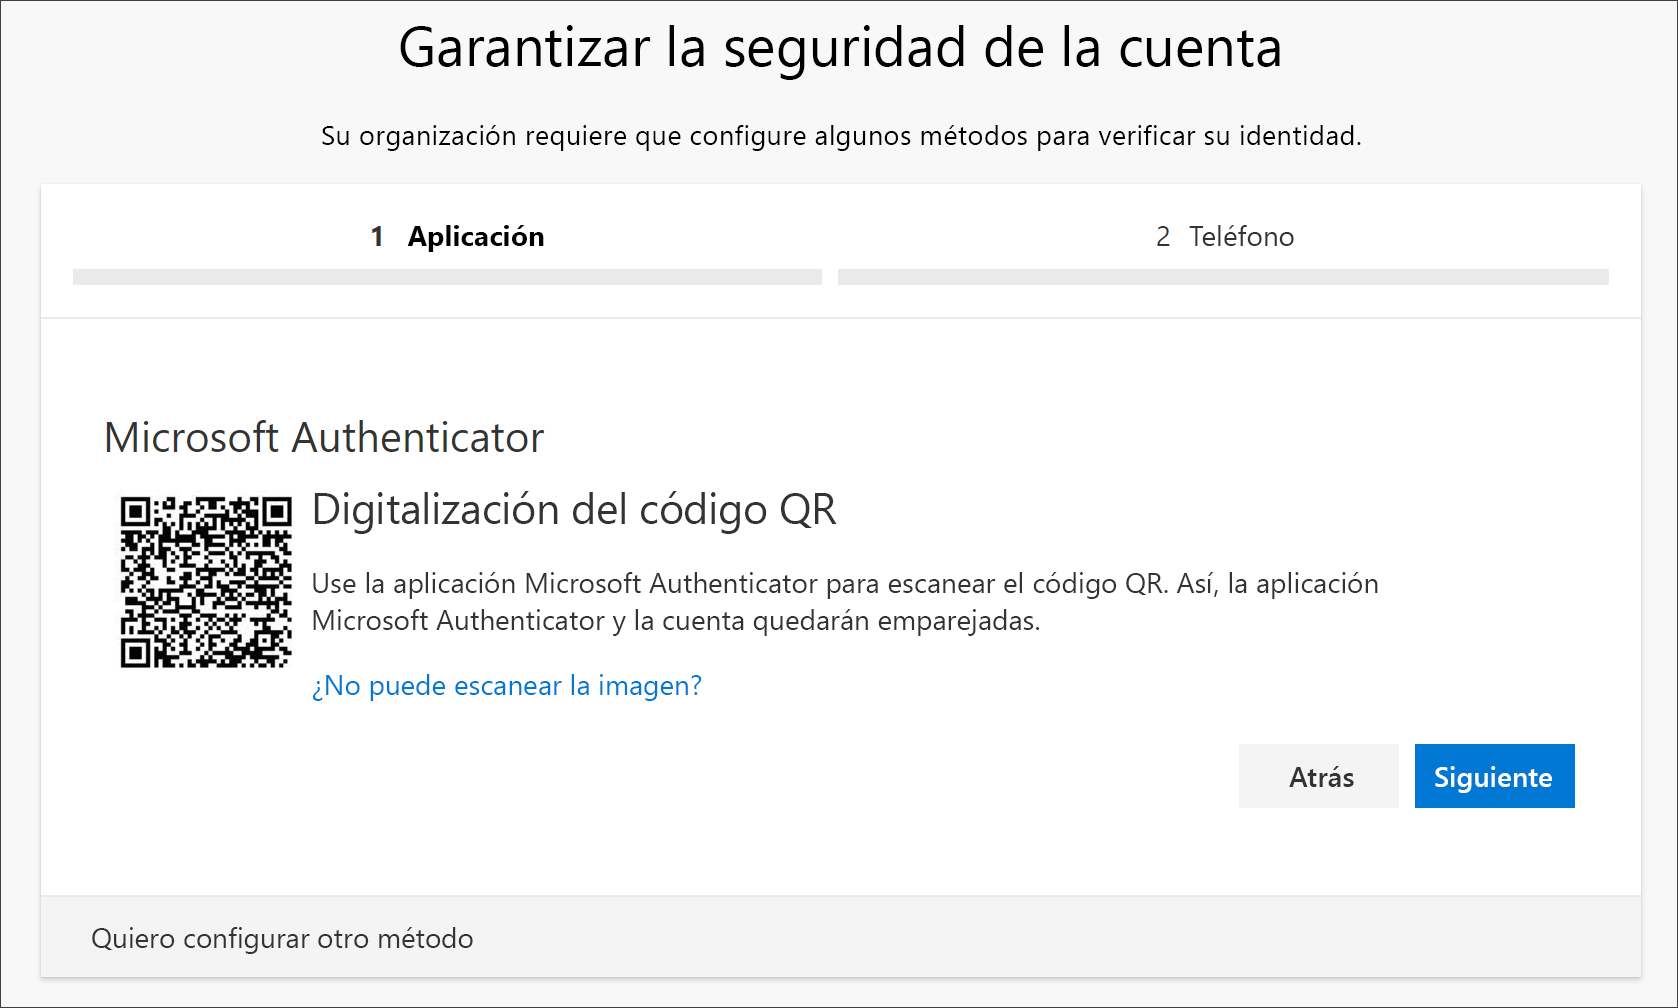 Garantizar la seguridad de la cuenta
Su organización requiere que configure algunos métodos para verificar su identidad.
1 Aplicación
2 Teléfono
Microsoft Authenticator
Digitalización del código QR
Use la aplicación Microsoft Authenticator para escanear el código QR. Así, la aplicación
Microsoft Authenticator y la cuenta quedarán emparejadas.
¿No puede escanear la imagen?
Atrás
Siguiente
Quiero configurar otro método